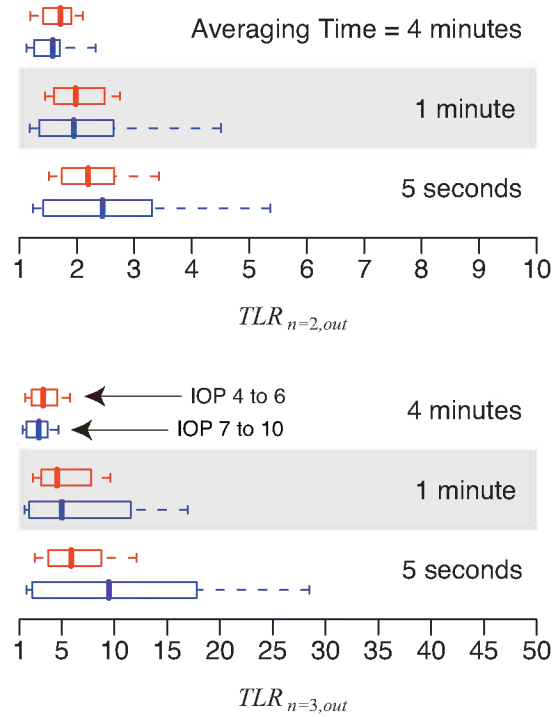 Averaging Time = 4 minutes
1 minute
5 seconds
1 2 3 4 5 6 7 8 9 10
TLR n=2,out
IOP 4 to 6
4 minutes
IOP 7 to 10
1 minute
5 seconds
1 5 10 15 20 25 30 35 40 45 50
TLR n=3,out